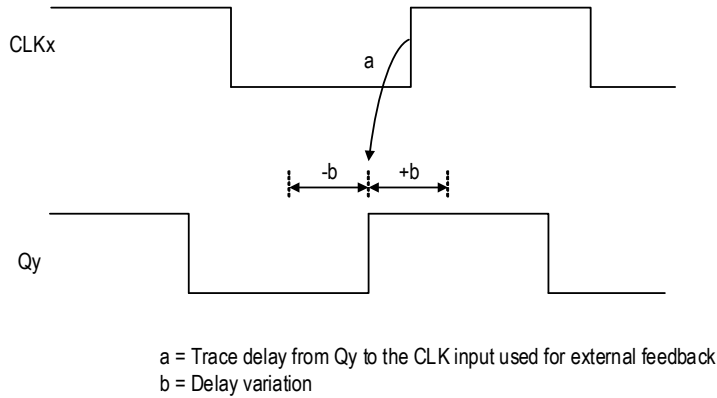 CLKx
a
-b
+b
Qy
a = Trace delay from Qy to the CLK input used for external feedback
b = Delay variation